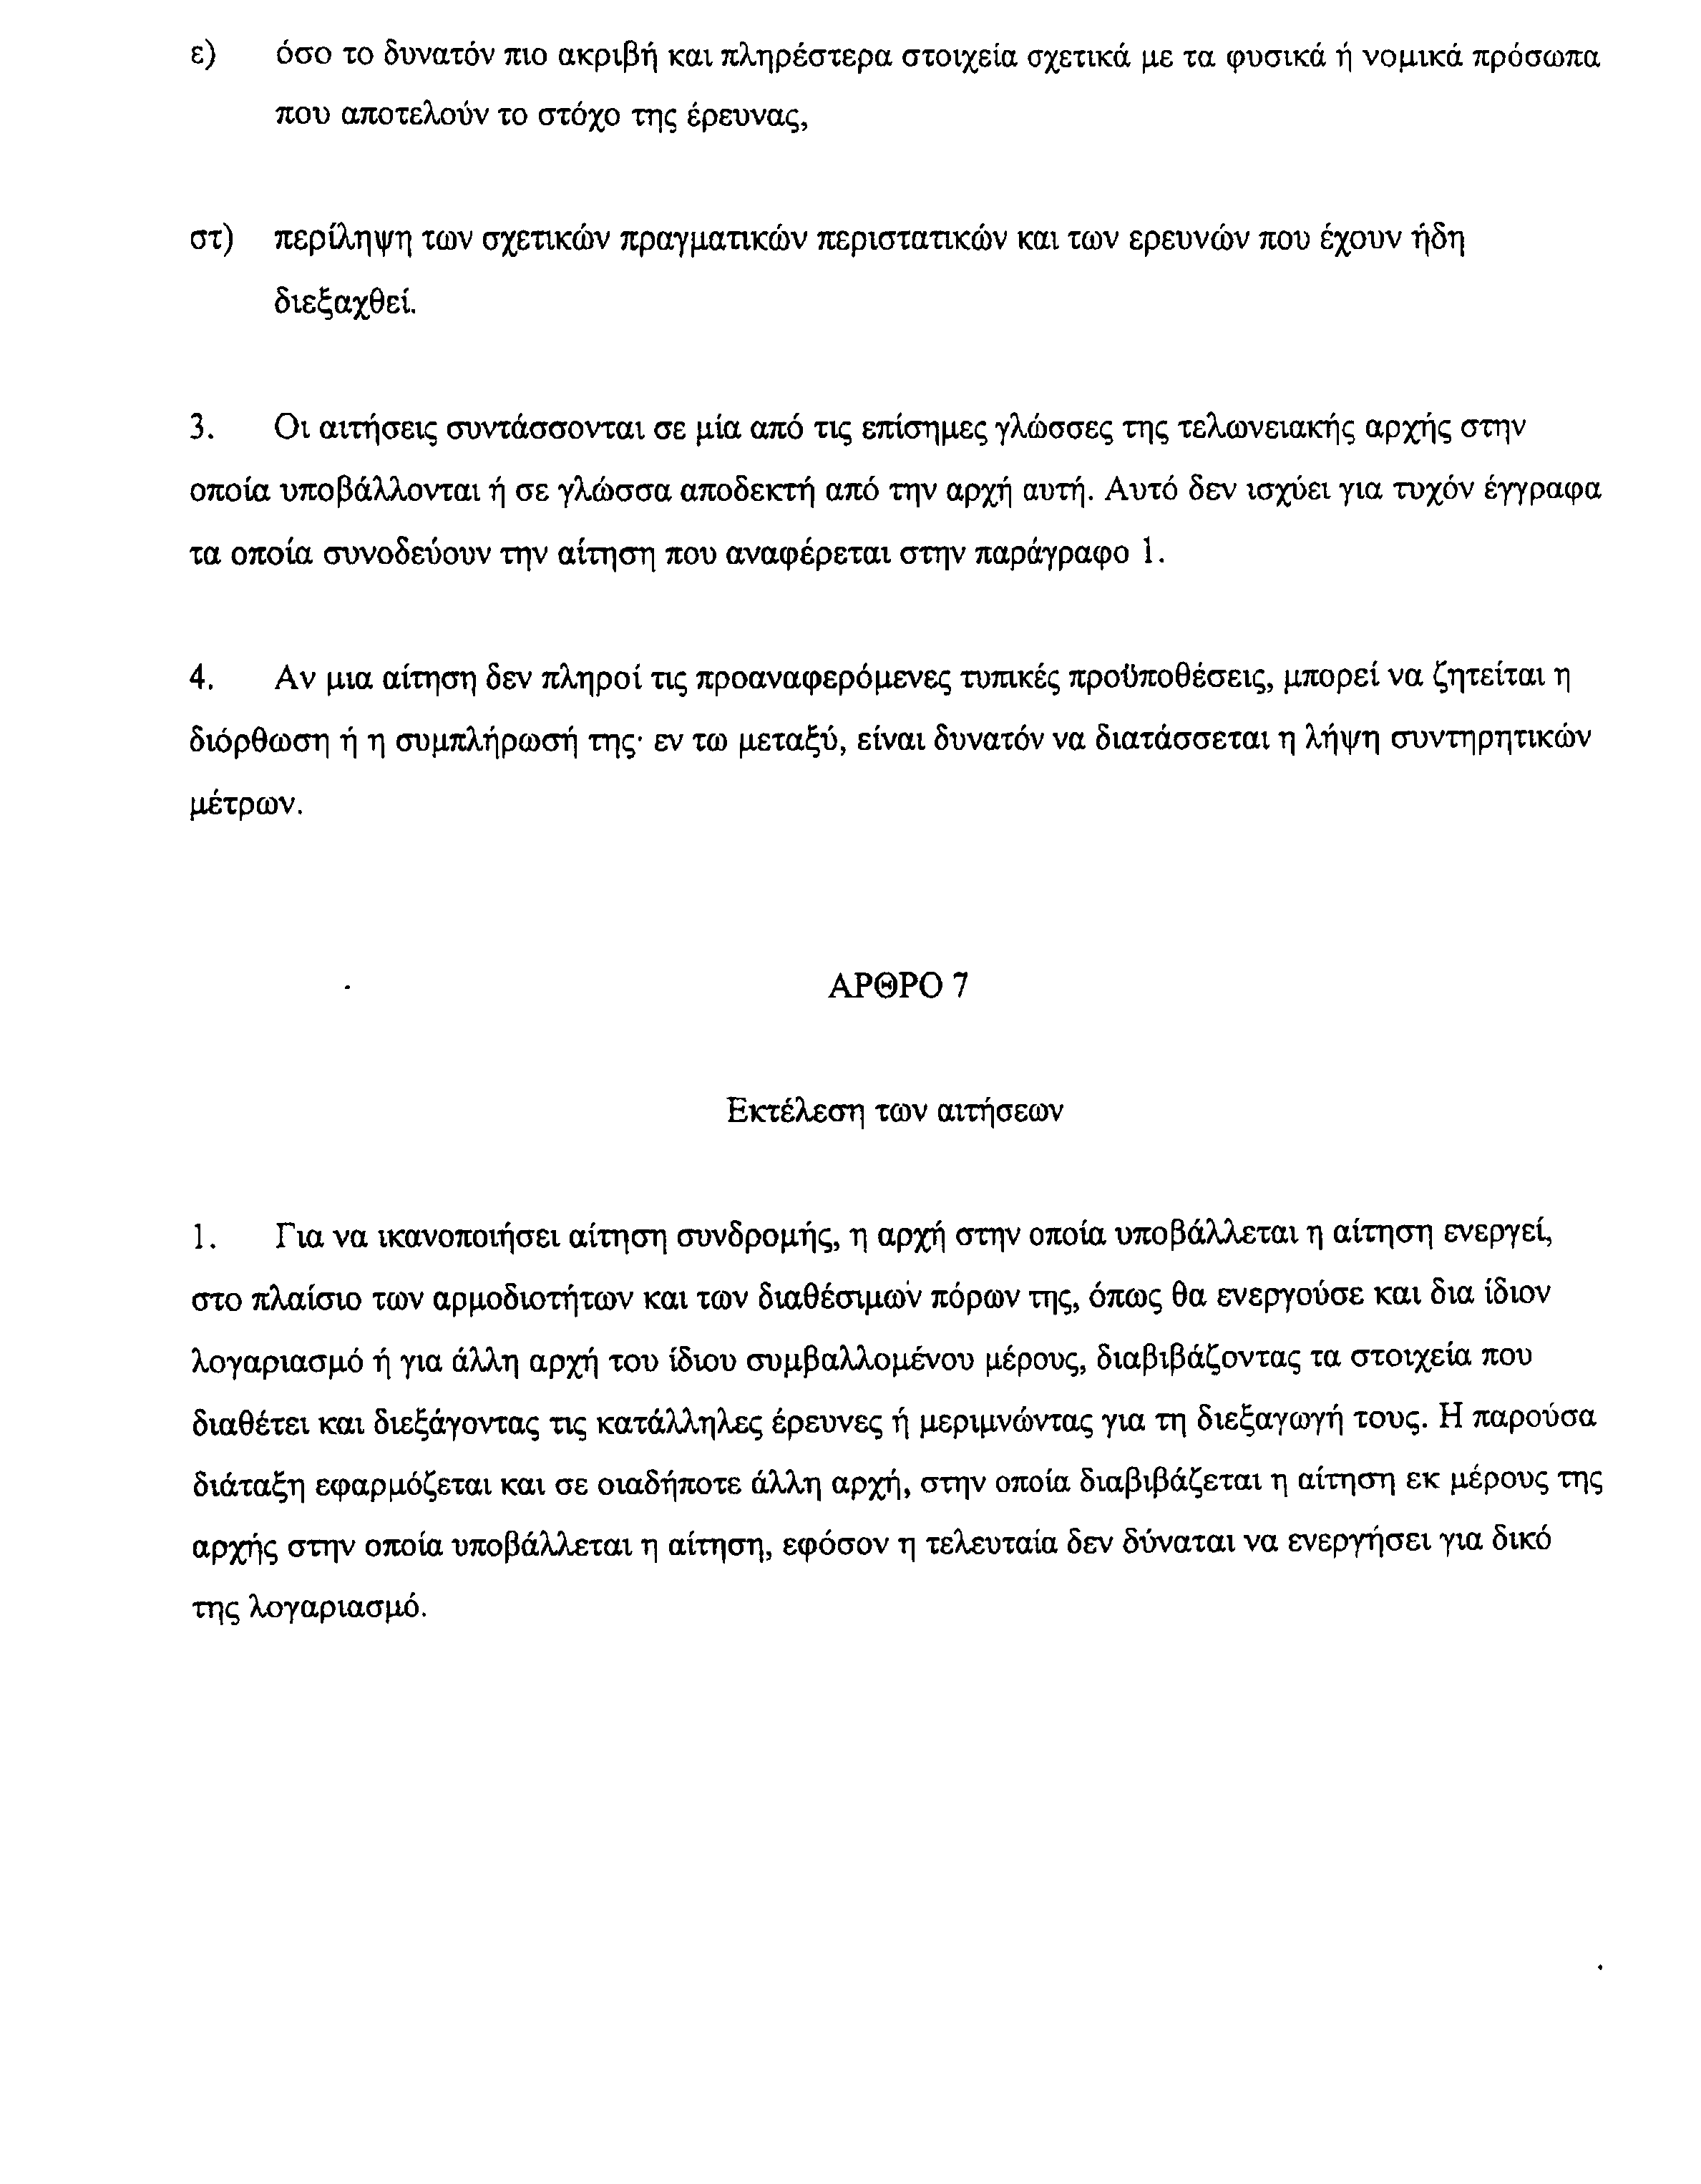 ε) όσο το δυνατόν πιο ακριβή και πληρέστερα στοιχεία σχετικά με τα φυσικά ή νομικά πρόσωπα
που αποτελούν το στόχο της έρευνας,
στ) περίληψη των σχετικών πραγματικών περιστατικών και των ερευνών που έχουν ήδη
διεξαχθεί.
3. Οι αιτήσεις συντάσσονται σε μία από τις επίσημες γλώσσες της τελωνειακής αρχής στην
οποία υποβάλλονται ή σε γλώσσα αποδεκτή από την αρχή αυτή. Αυτό δεν ισχύει για τυχόν έγγραφα
τα οποία συνοδεύουν την αίτηση που αναφέρεται στην παράγραφο 1.
4. Αν μια αίτηση δεν πληροί τις προαναφερόμενες τυπικές προϋποθέσεις, μπορεί να ζητείται η
διόρθωση ή η συμπλήρωσή της· εν τω μεταξύ, είναι δυνατόν να διατάσσεται η λήψη συντηρητικών
μέτρων.
ΑΡΘΡΟ 7
Εκτέλεση των αιτήσεων
1. Για να ικανοποιήσει αίτηση συνδρομής, η αρχή στην οποία υποβάλλεται η αίτηση ενεργεί,
στο πλαίσιο των αρμοδιοτήτων και των διαθέσιμων πόρων της, όπως θα ενεργούσε και δια ίδιον
λογαριασμό ή για άλλη αρχή του ίδιου συμβαλλομένου μέρους, διαβιβάζοντας τα στοιχεία που
διαθέτει και διεξάγοντας τις κατάλληλες έρευνες ή μεριμνώντας για τη διεξαγωγή τους. Η παρούσα
διάταξη εφαρμόζεται και σε οιαδήποτε άλλη αρχή, στην οποία διαβιβάζεται η αίτηση εκ μέρους της
αρχής στην οποία υποβάλλεται η αίτηση, εφόσον η τελευταία δεν δύναται να ενεργήσει για δικό
της λογαριασμό.